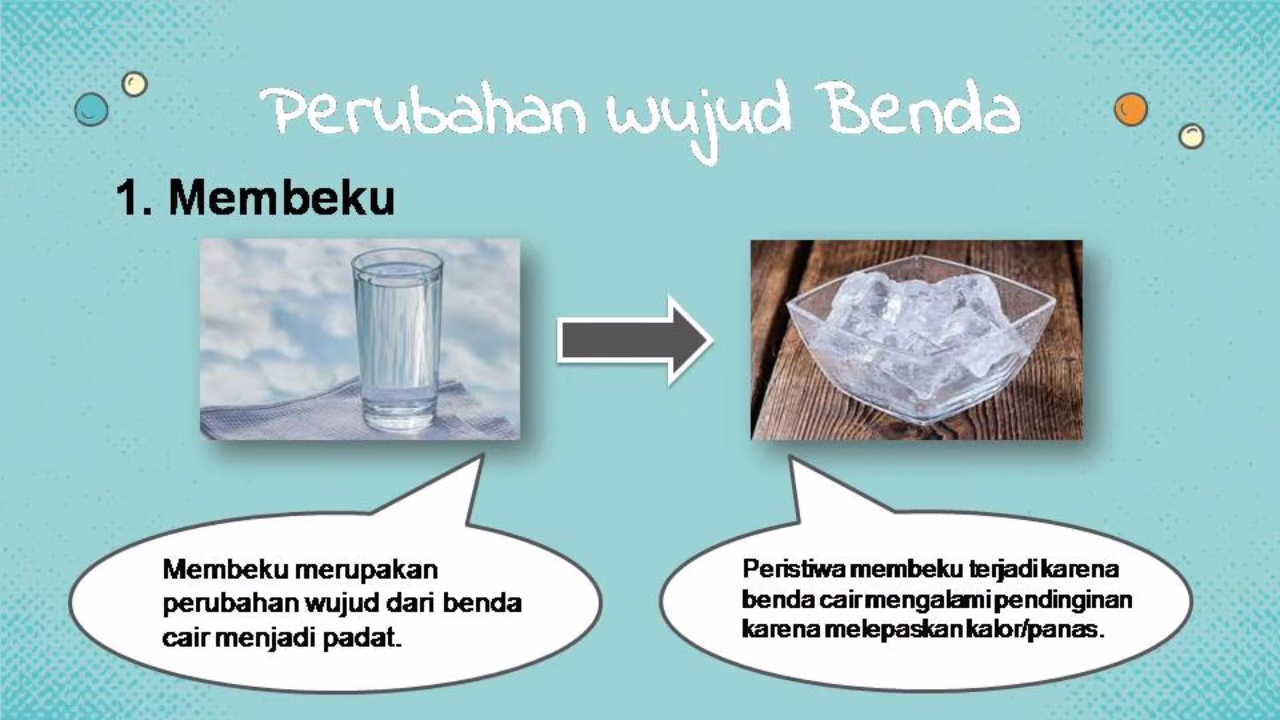 Perubahan wujud Benda
1. Membeku
Membeku merupakan
perubahan wujud dari benda
cair menjadi padat.
Peristiwa membeku terjadi karena
benda cair mengalami pendinginan
karena melepaskan kalor/panas.